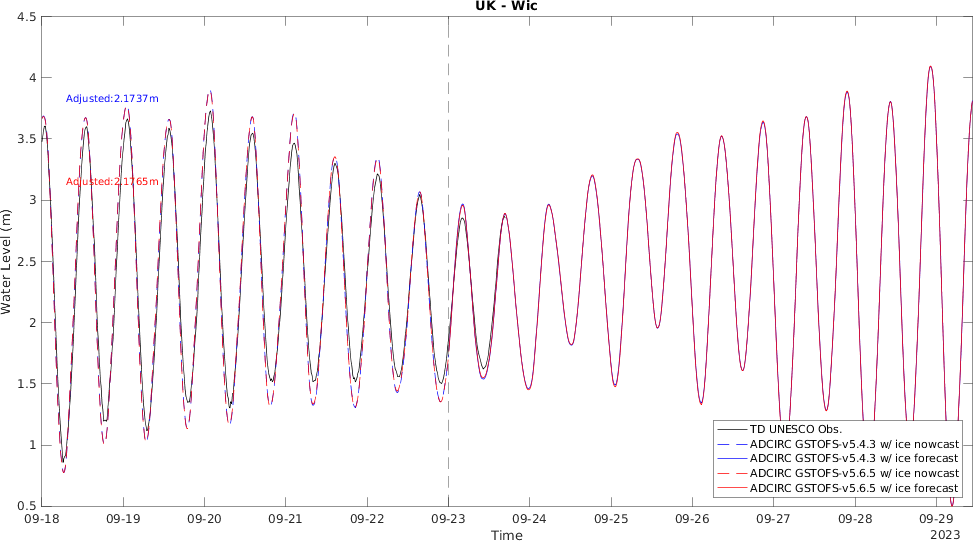 UK - Wic
4.5
4
3.5
3
2.5
2
1.5
1
0.5
Water Level (m)
Adjusted:2.1737m
Adjusted:2.1765m
TD UNESCO Obs.
ADCIRC GSTOFS-v5.4.3 w/ ice nowcast
ADCIRC GSTOFS-v5.4.3 w/ ice forecast
ADCIRC GSTOFS-v5.6.5 w/ ice nowcast
ADCIRC GSTOFS-v5.6.5 w/ ice forecast
09-18 09-19 09-20 09-21 09-22 09-23 09-24 09-25 09-26 09-27 09-28 09-29
Time
2023